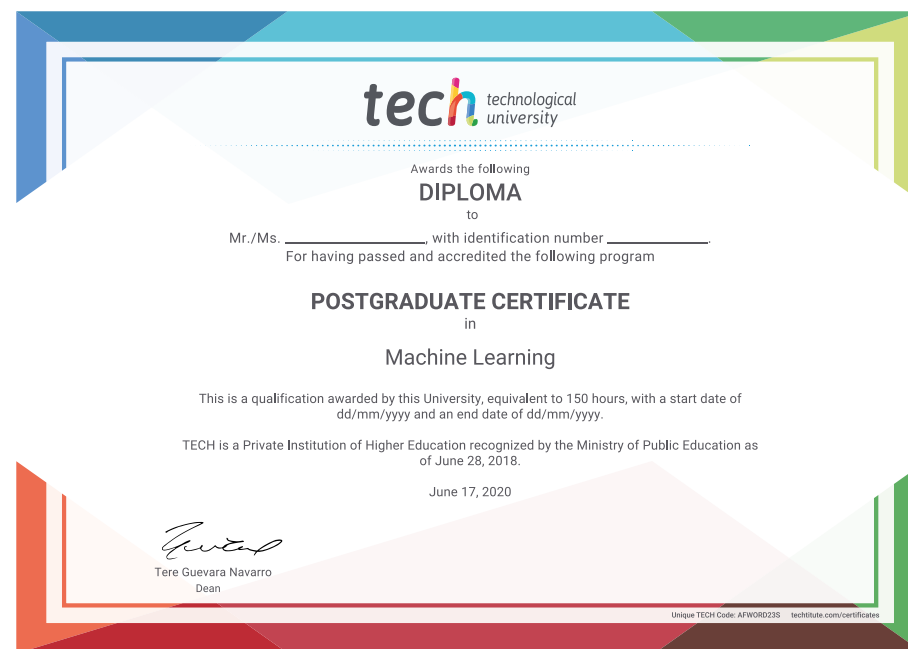 tech technological
university
Awards the following
DIPLOMA
to
Mr./Ms. ____________________, with identification number ______________.
For having passed and accredited the following program
POSTGRADUATE CERTIFICATE
in
Machine Learning
This is a qualification awarded by this University, equivalent to 150 hours, with a start date of
dd/mm/yyyy and an end date of dd/mm/yyyy.
TECH is a Private Institution of Higher Education recognized by the Ministry of Public Education as
of June 28, 2018.
June 17, 2020
Tere Guevara Navarro
Dean
Unique TECH Code: AFWORD23S techtitute.com/certificates